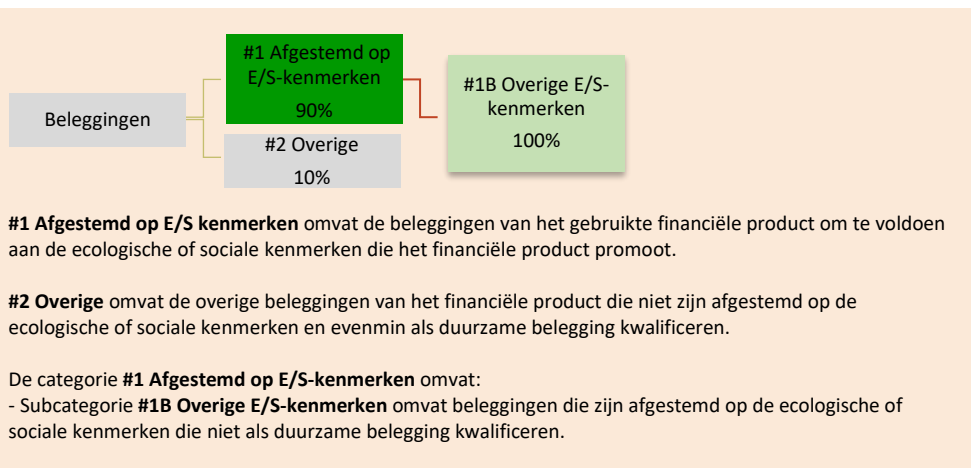 #1 Afgestemd op
E/S-kenmerken
90%
#1B Overige E/S-
kenmerken
100%
Beleggingen
#2 Overige
10%
#1 Afgestemd op E/S kenmerken omvat de beleggingen van het gebruikte financiële product om te voldoen
aan de ecologische of sociale kenmerken die het financiële product promoot.
#2 Overige omvat de overige beleggingen van het financiële product die niet zijn afgestemd op de
ecologische of sociale kenmerken en evenmin als duurzame belegging kwalificeren.
De categorie #1 Afgestemd op E/S-kenmerken omvat:
- Subcategorie #1B Overige E/S-kenmerken omvat beleggingen die zijn afgestemd op de ecologische of
sociale kenmerken die niet als duurzame belegging kwalificeren.